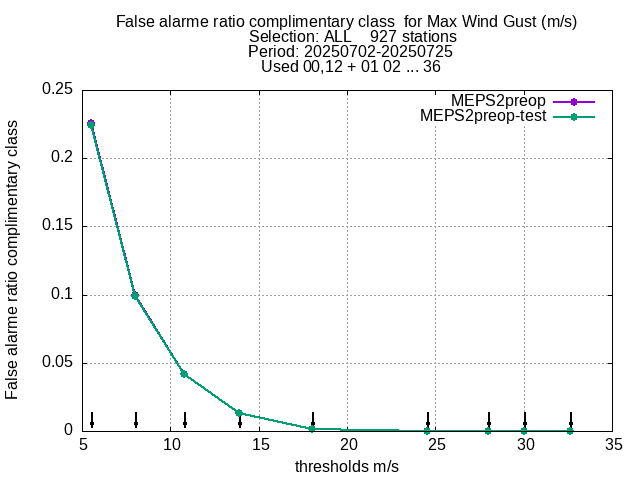 False alarme ratio complimentary class  for Max Wind Gust (m/s)
Selection: ALL    927 stations
Period: 20250702-20250725
Used 00,12 + 01 02 ... 36
MEPS2preop
MEPS2preop-test
False alarme ratio complimentary class
0.25
0.2
0.15
0.1
0.05
0
5 10 15 20 25 30 35
thresholds m/s